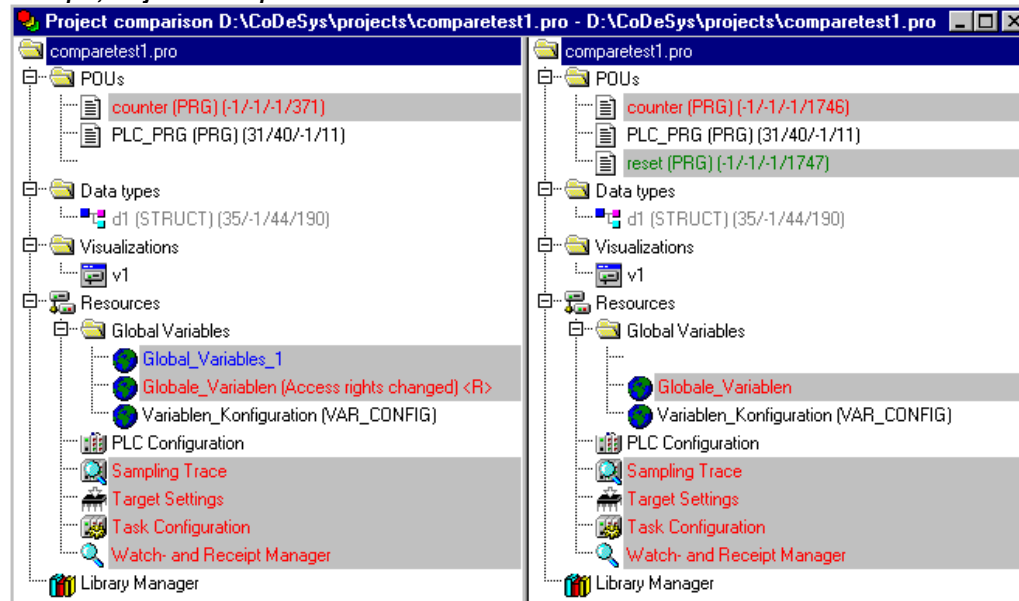 Project comparison D:\CoDeSys\projects\comparetest1.pro - D:\CoDeSys\projects\comparetest1.pro
comparetest1.pro
POUs
counter (PRG) (-1/-1/-1/371)
PLC_PRG (PRG) (31/40/-1/11)
Data types
d1 (STRUCT) (35/-1/44/190)
Visualizations
v1
Resources
Global Variables
Global_Variables_1
Globale_Variablen (Access rights changed) <R>
Variablen_Konfiguration (VAR_CONFIG)
PLC Configuration
Sampling Trace
Target Settings
Task Configuration
Watch- and Receipt Manager
Library Manager
comparetest1.pro
POUs
counter (PRG) (-1/-1/-1/1746)
PLC_PRG (PRG) (31/40/-1/11)
reset (PRG) (-1/-1/-1/1747)
Data types
d1 (STRUCT) (35/-1/44/190)
Visualizations
v1
Resources
Global Variables
Globale_Variablen
Variablen_Konfiguration (VAR_CONFIG)
PLC Configuration
Sampling Trace
Target Settings
Task Configuration
Watch- and Receipt Manager
Library Manager